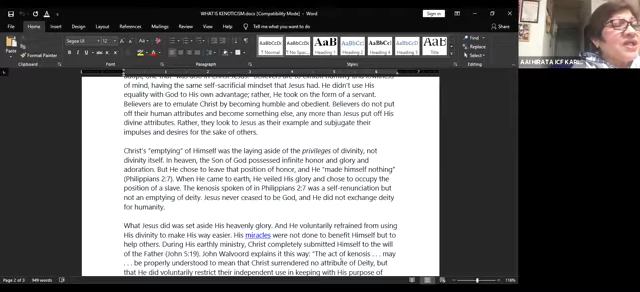 WHAT IS KENOTICISM.docx [Compatibility Mode] - Word
Sign in
File Home Insert Design Layout References Mailings Review View Help Tell me what you want to do
Cut
Copy
Format Painter
Clipboard Font Paragraph Styles Editing
Find
Replace
Select
AaBbCcDc AaBbCcDc AaBbCcI
¶ Normal ¶ No Spac... Heading 1 Heading 2 Heading 4 Heading 5 Title
of mind, having the same self-sacrificial mindset that Jesus had. He didn't use His
equality with God to His own advantage; rather, He took on the form of a servant.
Believers are to emulate Christ by becoming humble and obedient. Believers do not put
off their human attributes and become something else, any more than Jesus put off His
divine attributes. Rather, they look to Jesus as their example and subjugate their
impulses and desires for the sake of others.
Christ's "emptying" of Himself was the laying aside of the privileges of divinity, not
divinity itself. In heaven, the Son of God possessed infinite honor and glory and
adoration. But He chose to leave that position of honor, and He "made himself nothing"
(Philippians 2:7). When He came to earth, He veiled His glory and chose to occupy the
position of a slave. The kenosis spoken of in Philippians 2:7 was a self-renunciation but
not an emptying of deity. Jesus never ceased to be God, and He did not exchange deity
for humanity.
What Jesus did was set aside His heavenly glory. And He voluntarily refrained from using
His divinity to make His way easier. His miracles were not done to benefit Himself but to
help others. During His earthly ministry, Christ completely submitted Himself to the will
of the Father (John 5:19). John Walvoord explains it this way: "The act of kenosis . . . may
. . . be properly understood to mean that Christ surrendered no attribute of Deity, but
that He did voluntarily restrict their independent use in keeping with His purpose of
Page 2 of 3 949 words
118%
AAI HIRATA ICF KARI...